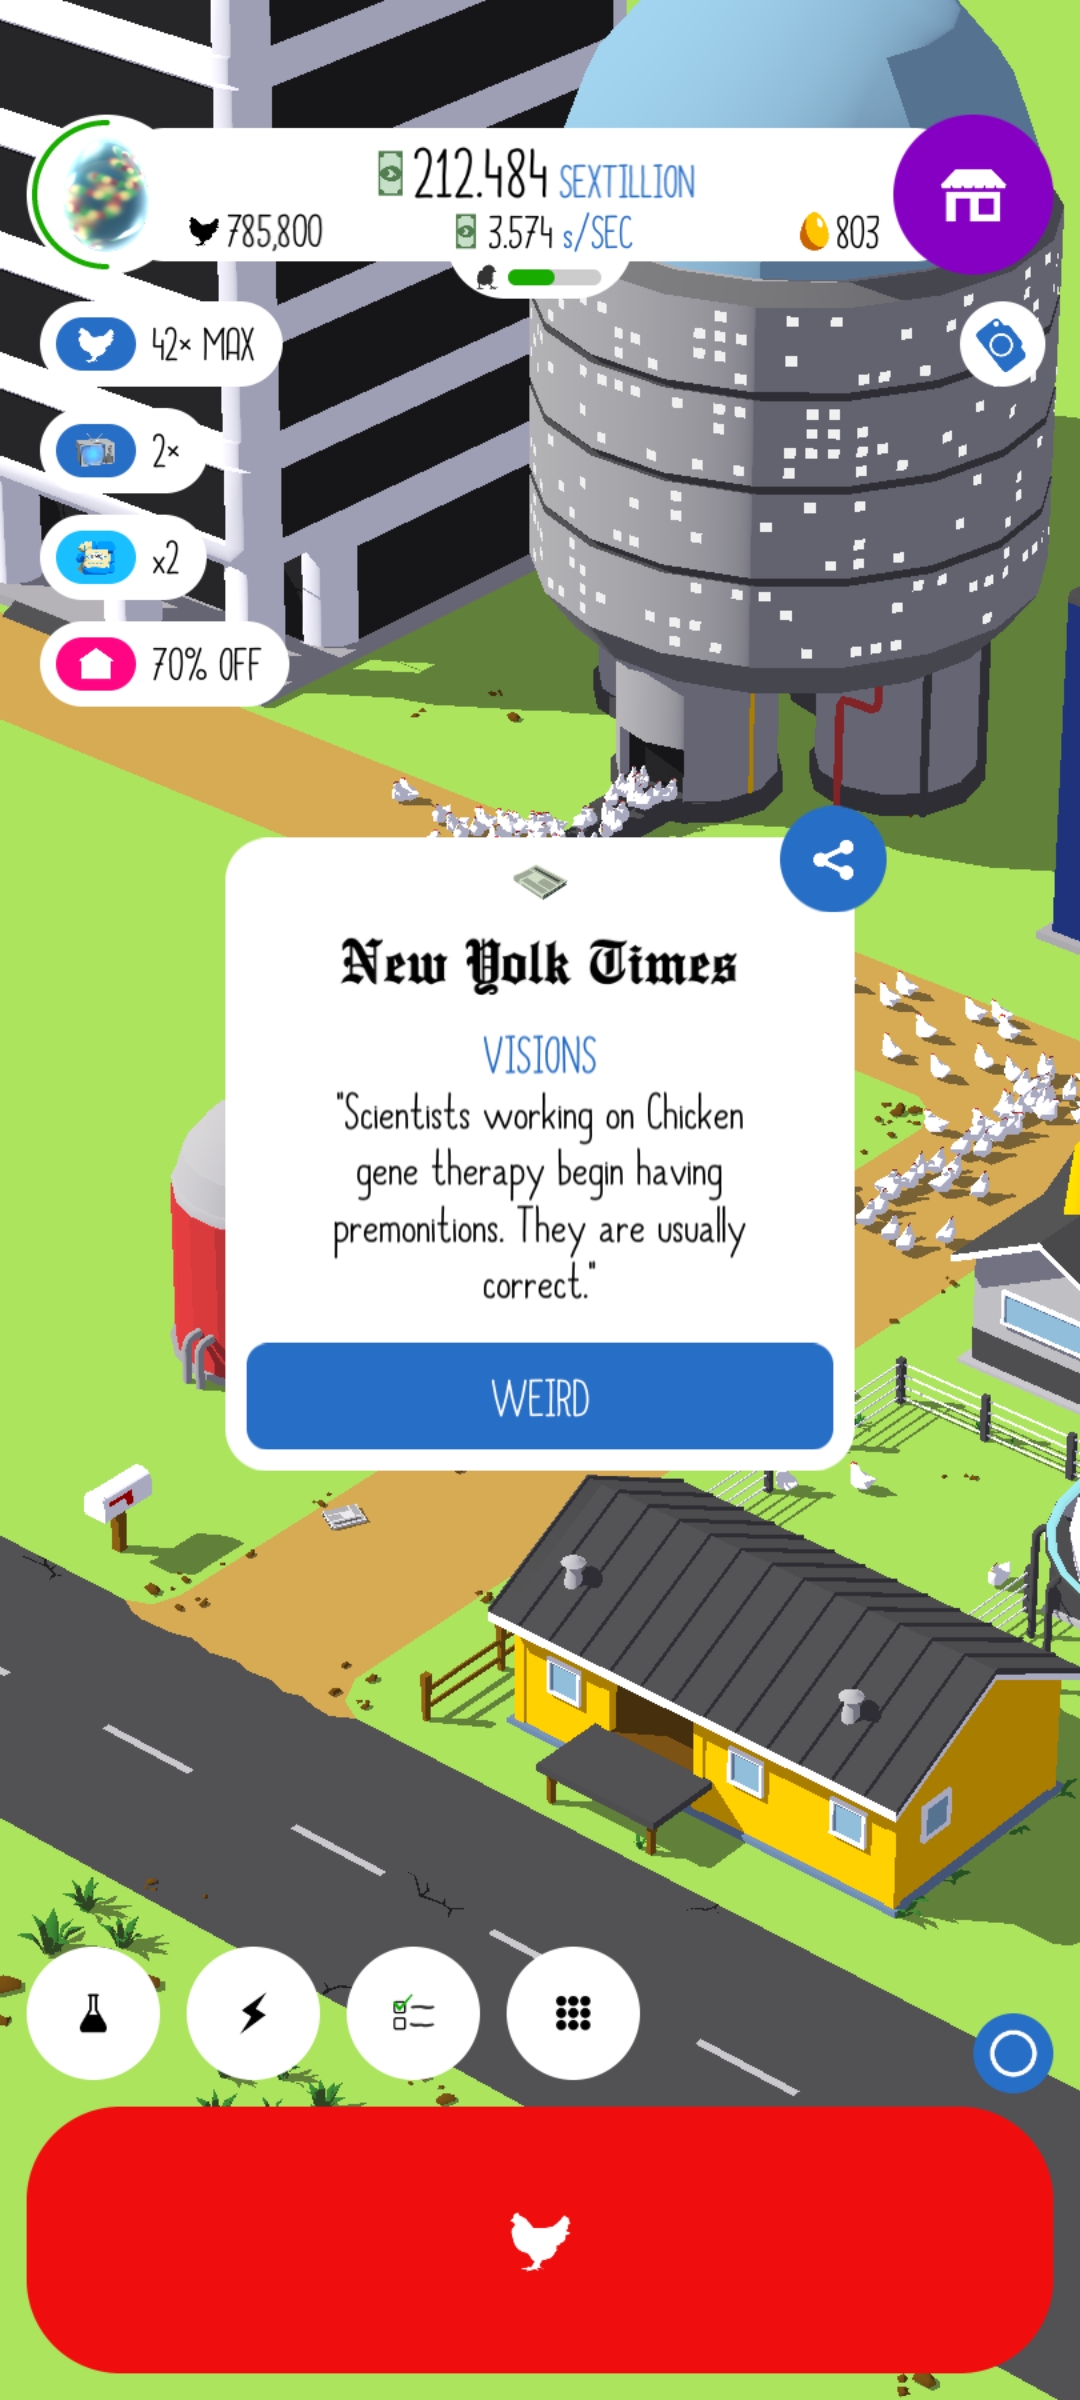 212.484 SEXTILLION
785,800
3.574 s/SEC
803
42× MAX
2×
x2
70% OFF
New Yolk Times
VISIONS
"Scientists working on Chicken
gene therapy begin having
premonitions. They are usually
correct."
WEIRD